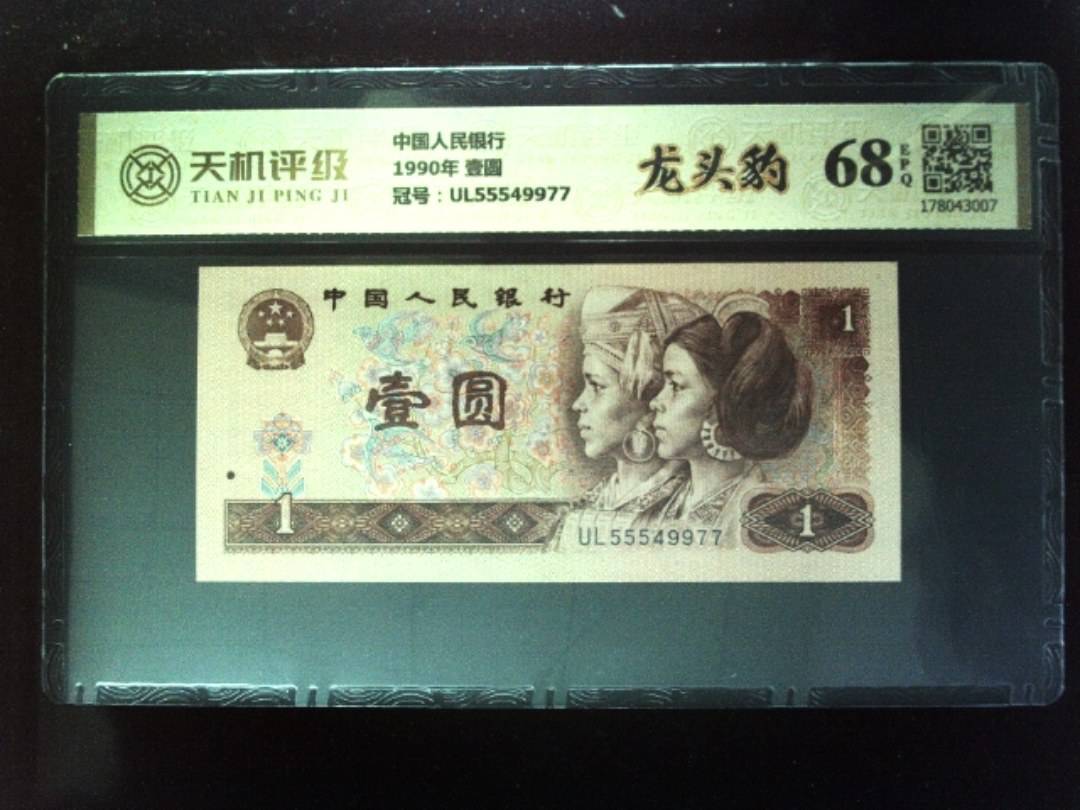 天机评级
TIAN JI PING JI
中国人民银行
1990年 壹圆
冠号：UL55549977
龙头豹
68
EPQ
178043007
中国人民银行
1
壹圆
1
UL55549977
1